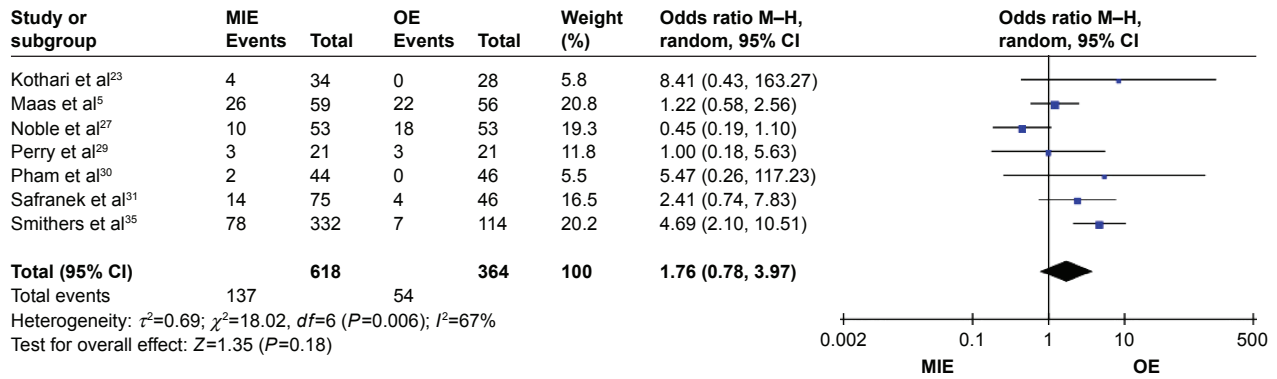 Study or subgroup MIE Events Total OE Events Total Weight (%) Odds ratio M–H, random, 95% CI Odds ratio M–H, random, 95% CI
Kothari et al²³ 4 34 0 28 5.8 8.41 (0.43, 163.27)
Maas et al⁵ 26 59 22 56 20.8 1.22 (0.58, 2.56)
Noble et al²⁷ 10 53 18 53 19.3 0.45 (0.19, 1.10)
Perry et al²⁹ 3 21 3 21 11.8 1.00 (0.18, 5.63)
Pham et al³⁰ 2 44 0 46 5.5 5.47 (0.26, 117.23)
Safranek et al³¹ 14 75 4 46 16.5 2.41 (0.74, 7.83)
Smithers et al³⁵ 78 332 7 114 20.2 4.69 (2.10, 10.51)
Total (95% CI) 618 364 100 1.76 (0.78, 3.97)
Total events 137 54
Heterogeneity: τ²=0.69; χ²=18.02, df=6 (P=0.006); I²=67%
Test for overall effect: Z=1.35 (P=0.18)
0.002 0.1 1 10 500
MIE OE